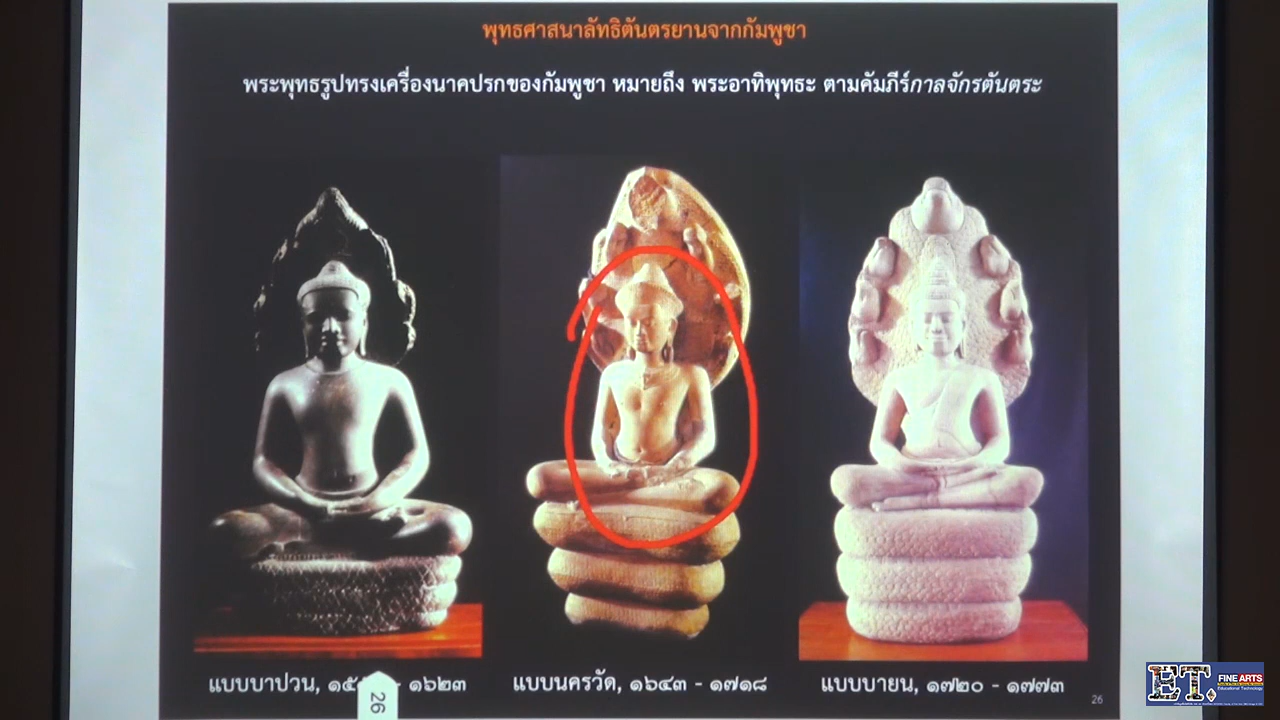 พุทธศาสนาลัทธิตันตรยานจากกัมพูชา
พระพุทธรูปทรงเครื่องนาคปรกของกัมพูชา หมายถึง พระอาทิพุทธะ ตามคัมภีร์กาลจักรตันตระ
แบบบาปวน, - ๑๖๒๓
แบบนครวัด, ๑๖๔๓ - ๑๗๑๘
แบบบายน, ๑๗๒๐ - ๑๗๗๓
26
26
ET.
FINE ARTS
Educational Technology